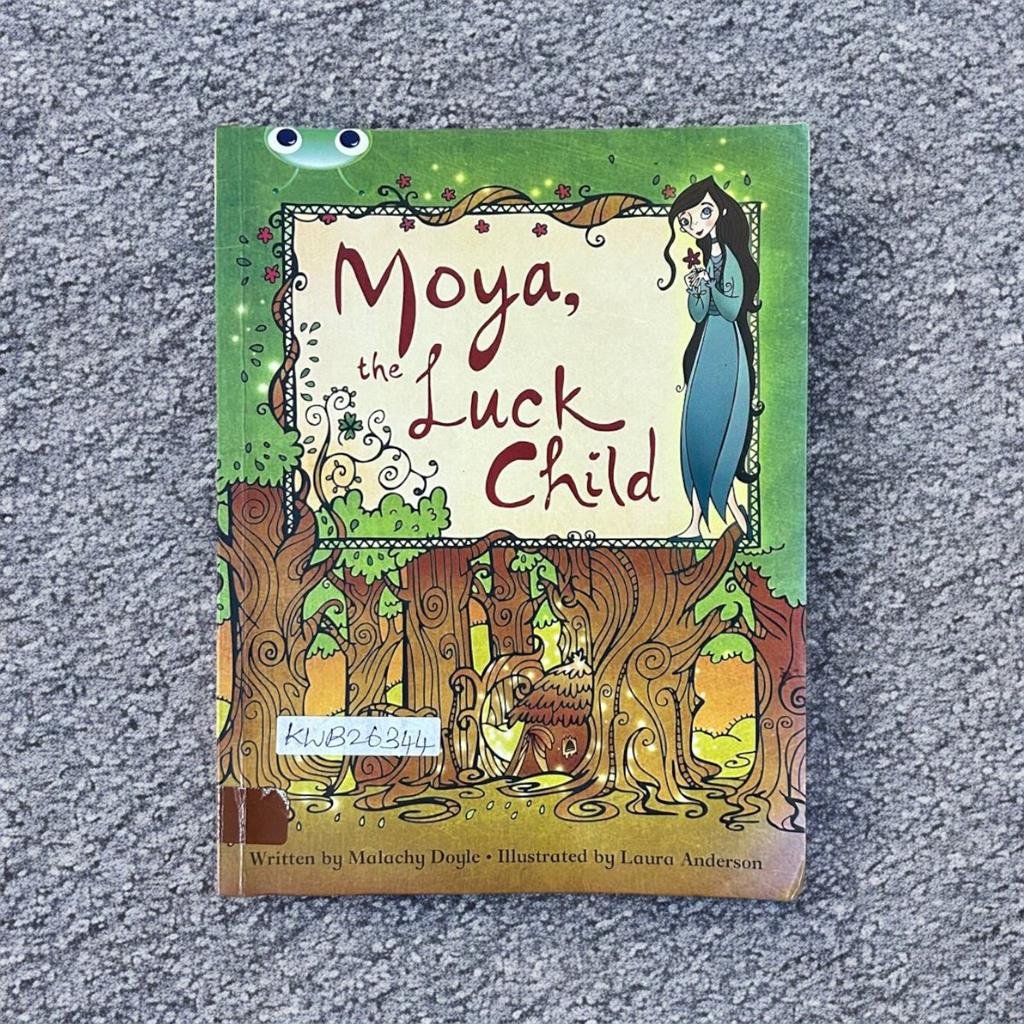 Moya,
the Luck
Child
KWB26344
Written by Malachy Doyle • Illustrated by Laura Anderson